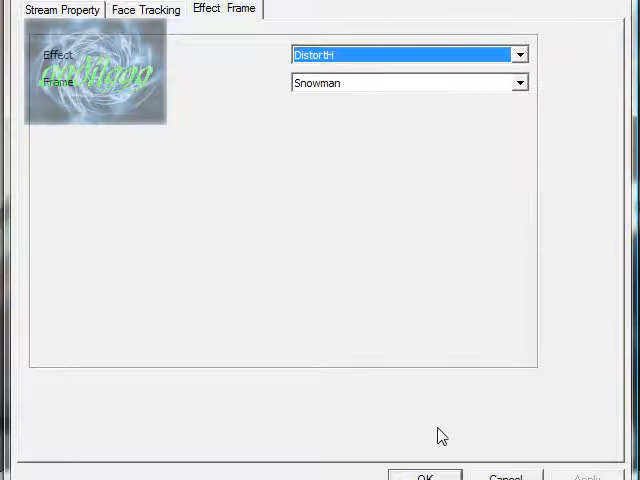 Stream Property Face Tracking Effect Frame
Effect DistortH
Frame Snowman
OK Cancel Apply